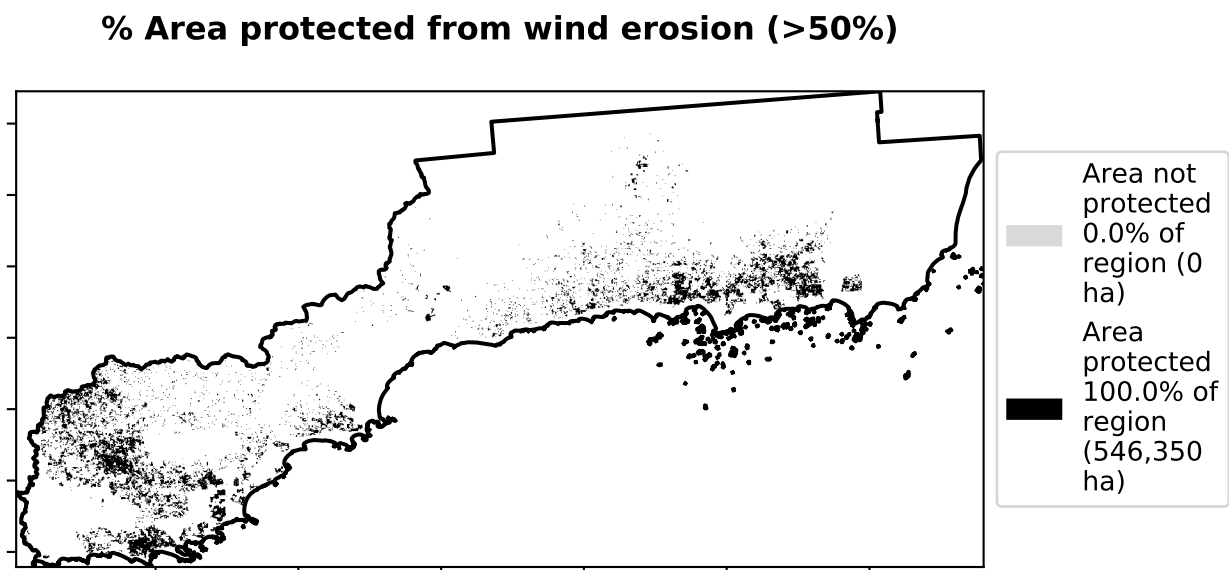 % Area protected from wind erosion (>50%)
Area not
protected
0.0% of
region (0
ha)
Area
protected
100.0% of
region
(546,350
ha)